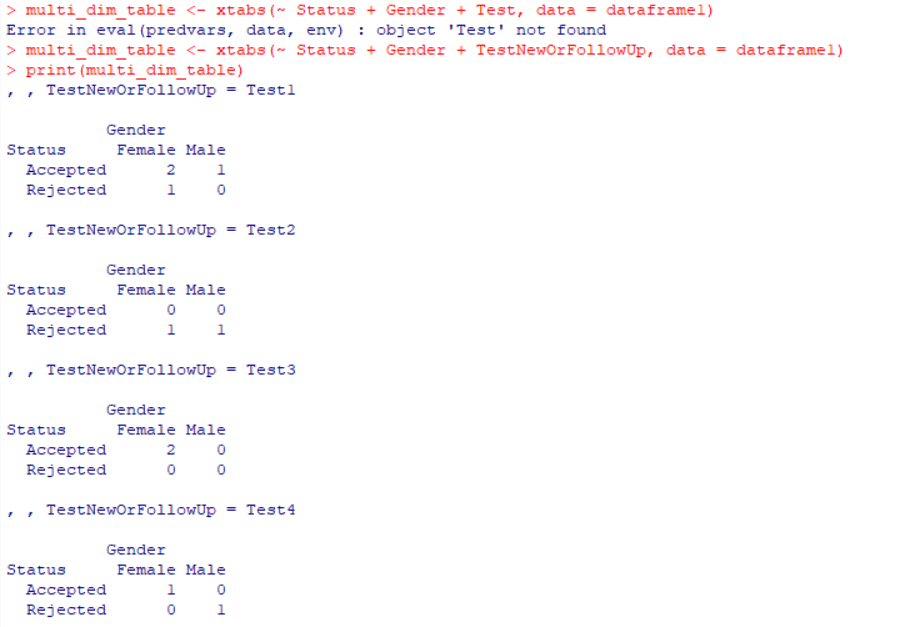 > multi_dim_table <- xtabs(~ Status + Gender + Test, data = dataframe1)
Error in eval(predvars, data, env) : object 'Test' not found
> multi_dim_table <- xtabs(~ Status + Gender + TestNewOrFollowUp, data = dataframe1)
> print(multi_dim_table)
, , TestNewOrFollowUp = Test1
Gender
Status Female Male
Accepted 2 1
Rejected 1 0
, , TestNewOrFollowUp = Test2
Gender
Status Female Male
Accepted 0 0
Rejected 1 1
, , TestNewOrFollowUp = Test3
Gender
Status Female Male
Accepted 2 0
Rejected 0 0
, , TestNewOrFollowUp = Test4
Gender
Status Female Male
Accepted 1 0
Rejected 0 1